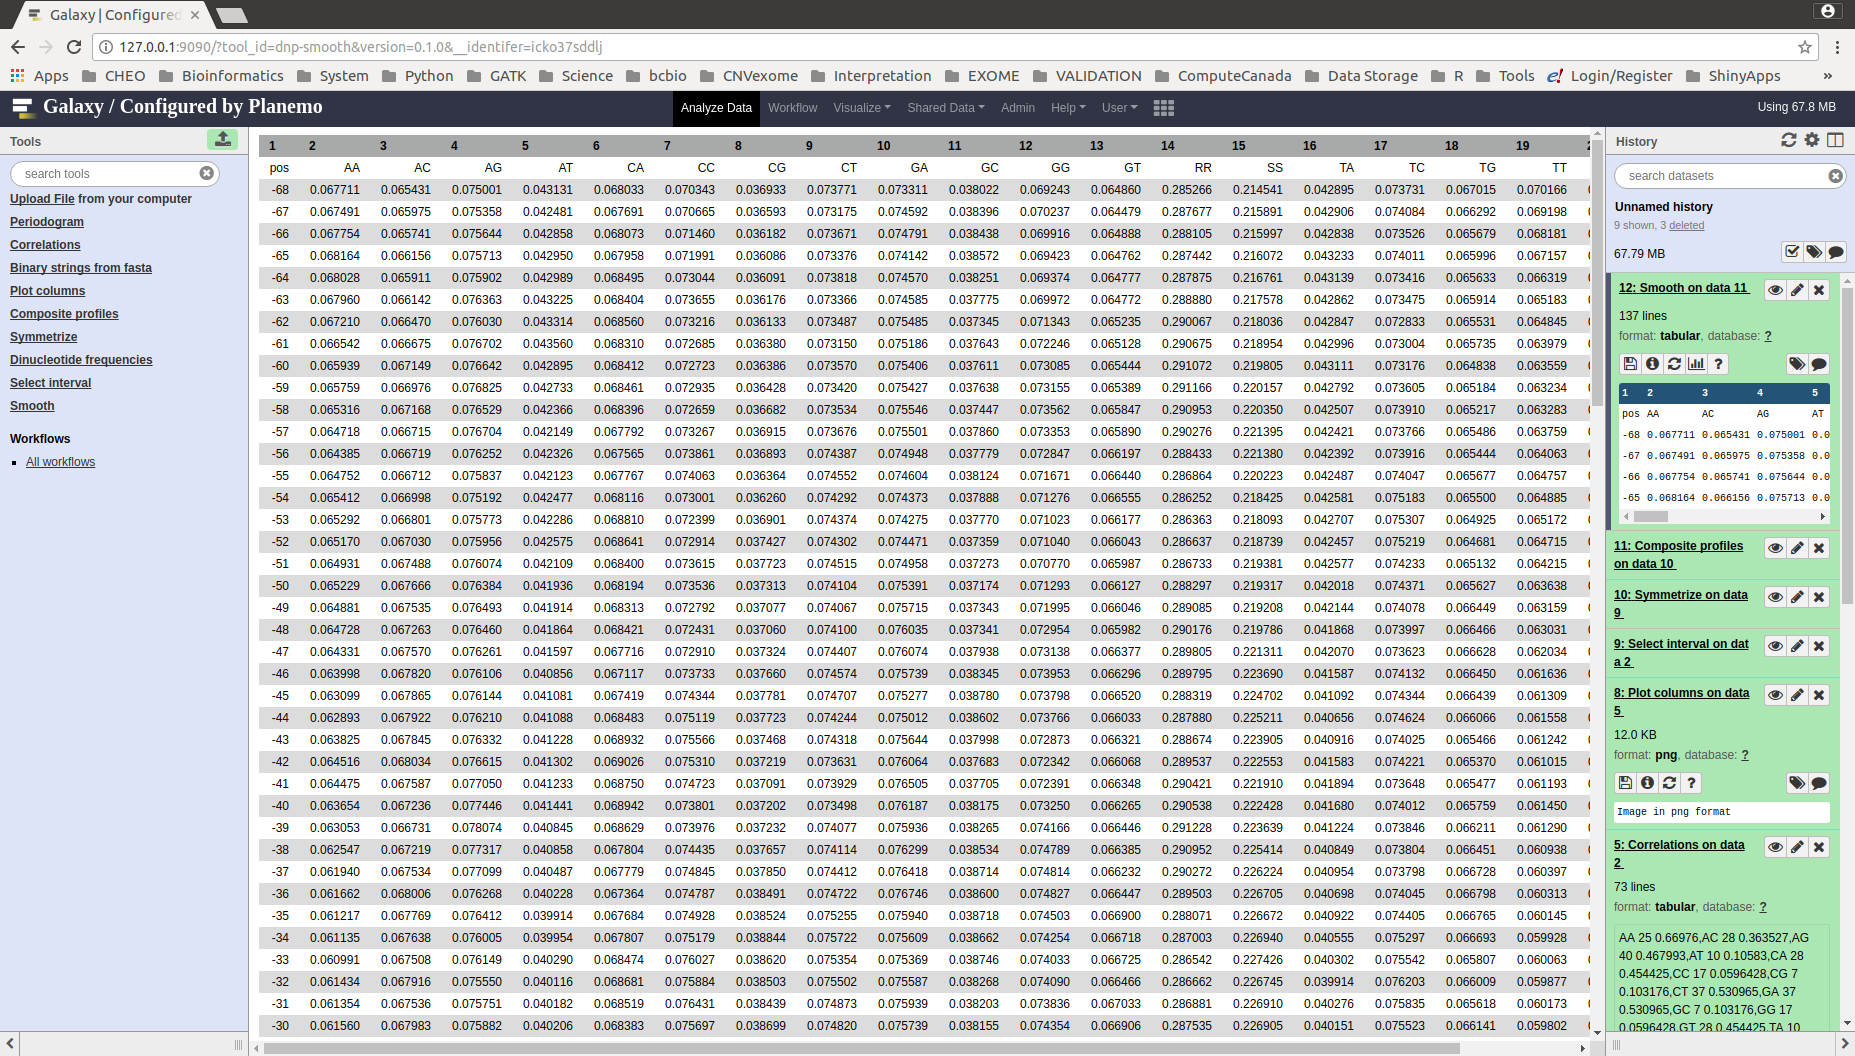 Galaxy | Configured
127.0.0.1:9090/?tool_id=dnp-smooth&version=0.1.0&__identifer=icko37sddlj
Apps CHEO Bioinformatics System Python GATK Science bcbio CNVexome Interpretation EXOME VALIDATION ComputeCanada Data Storage R Tools Login/Register ShinyApps »
Galaxy / Configured by Planemo Analyze Data Workflow Visualize Shared Data Admin Help User Using 67.8 MB
Tools
search tools
Upload File from your computer
Periodogram
Correlations
Binary strings from fasta
Plot columns
Composite profiles
Symmetrize
Dinucleotide frequencies
Select interval
Smooth
Workflows
All workflows
1 2 3 4 5 6 7 8 9 10 11 12 13 14 15 16 17 18 19
pos AA AC AG AT CA CC CG CT GA GC GG GT RR SS TA TC TG TT
-68 0.067711 0.065431 0.075001 0.043131 0.068033 0.070343 0.036933 0.073771 0.073311 0.038022 0.069243 0.064860 0.285266 0.214541 0.042895 0.073731 0.067015 0.070166
-67 0.067491 0.065975 0.075358 0.042481 0.067691 0.070665 0.036593 0.073175 0.074592 0.038396 0.070237 0.064479 0.287677 0.215891 0.042906 0.074084 0.066292 0.069198
-66 0.067754 0.065741 0.075644 0.042858 0.068073 0.071460 0.036182 0.073671 0.074791 0.038438 0.069916 0.064888 0.288105 0.215997 0.042838 0.073526 0.065679 0.068181
-65 0.068164 0.066156 0.075713 0.042950 0.067958 0.071991 0.036086 0.073376 0.074142 0.038572 0.069423 0.064762 0.287442 0.216072 0.043233 0.074011 0.065996 0.067157
-64 0.068028 0.065911 0.075902 0.042989 0.068495 0.073044 0.036091 0.073818 0.074570 0.038251 0.069374 0.064777 0.287875 0.216761 0.043139 0.073416 0.065633 0.066319
-63 0.067960 0.066142 0.076363 0.043225 0.068404 0.073655 0.036176 0.073366 0.074585 0.037775 0.069972 0.064772 0.288880 0.217578 0.042862 0.073475 0.065914 0.065183
-62 0.067210 0.066470 0.076030 0.043314 0.068560 0.073216 0.036133 0.073487 0.075485 0.037345 0.071343 0.065235 0.290067 0.218036 0.042847 0.072833 0.065531 0.064845
-61 0.066542 0.066675 0.076702 0.043560 0.068310 0.072685 0.036380 0.073150 0.075186 0.037643 0.072246 0.065128 0.290675 0.218954 0.042996 0.073004 0.065735 0.063979
-60 0.065939 0.067149 0.076642 0.042895 0.068412 0.072723 0.036386 0.073570 0.075406 0.037611 0.073085 0.065444 0.291072 0.219805 0.043111 0.073176 0.064838 0.063559
-59 0.065759 0.066976 0.076825 0.042733 0.068461 0.072935 0.036428 0.073420 0.075427 0.037638 0.073155 0.065389 0.291166 0.220157 0.042792 0.073605 0.065184 0.063234
-58 0.065316 0.067168 0.076529 0.042366 0.068396 0.072659 0.036682 0.073534 0.075546 0.037447 0.073562 0.065847 0.290953 0.220350 0.042507 0.073910 0.065217 0.063283
-57 0.064718 0.066715 0.076704 0.042149 0.067792 0.073267 0.036915 0.073676 0.075501 0.037860 0.073353 0.065890 0.290276 0.221395 0.042421 0.073766 0.065486 0.063759
-56 0.064385 0.066719 0.076252 0.042326 0.067565 0.073861 0.036893 0.074387 0.074948 0.037779 0.072847 0.066197 0.288433 0.221380 0.042392 0.073916 0.065444 0.064063
-55 0.064752 0.066712 0.075837 0.042123 0.067767 0.074063 0.036364 0.074552 0.074604 0.038124 0.071671 0.066440 0.286864 0.220223 0.042487 0.074047 0.065677 0.064757
-54 0.065412 0.066998 0.075192 0.042477 0.068116 0.073001 0.036260 0.074292 0.074373 0.037888 0.071276 0.066555 0.286252 0.218425 0.042581 0.075183 0.065500 0.064885
-53 0.065292 0.066801 0.075773 0.042286 0.068810 0.072399 0.036901 0.074374 0.074275 0.037770 0.071023 0.066177 0.286363 0.218093 0.042707 0.075307 0.064925 0.065172
-52 0.065170 0.067030 0.075956 0.042575 0.068641 0.072914 0.037427 0.074302 0.074471 0.037359 0.071040 0.066043 0.286637 0.218739 0.042457 0.075219 0.064681 0.064715
-51 0.064931 0.067488 0.076074 0.042109 0.068400 0.073615 0.037723 0.074515 0.074958 0.037272 0.070770 0.065987 0.286733 0.219381 0.042577 0.074233 0.065132 0.064215
-50 0.065229 0.067666 0.076384 0.041936 0.068194 0.073536 0.037313 0.074104 0.075391 0.037174 0.071293 0.066127 0.288297 0.219317 0.042018 0.074371 0.065627 0.063638
-49 0.064881 0.067535 0.076493 0.041914 0.068313 0.072792 0.037077 0.074067 0.075715 0.037343 0.071995 0.066046 0.289085 0.219208 0.042144 0.074078 0.066449 0.063159
-48 0.064728 0.067263 0.076460 0.041864 0.068421 0.072431 0.037060 0.074100 0.076035 0.037341 0.072954 0.065982 0.290176 0.219786 0.041868 0.073997 0.066466 0.063031
-47 0.064331 0.067570 0.076261 0.041597 0.067716 0.072910 0.037324 0.074407 0.076074 0.037938 0.073138 0.066377 0.289805 0.221311 0.042070 0.073623 0.066628 0.062034
-46 0.063998 0.067820 0.076106 0.040856 0.067117 0.073733 0.037660 0.074574 0.075739 0.038345 0.073953 0.066296 0.289795 0.223690 0.041587 0.074132 0.066450 0.061636
-45 0.063099 0.067865 0.076144 0.041081 0.067419 0.074344 0.037781 0.074707 0.075277 0.038780 0.073798 0.066520 0.288319 0.224702 0.041092 0.074344 0.066439 0.061309
-44 0.062893 0.067922 0.076210 0.041088 0.068483 0.075119 0.037723 0.074244 0.075012 0.038602 0.073766 0.066033 0.287880 0.225211 0.040656 0.074624 0.066066 0.061558
-43 0.063825 0.067845 0.076332 0.041228 0.068932 0.075566 0.037468 0.074318 0.075644 0.037998 0.072873 0.066321 0.288674 0.223905 0.040916 0.074025 0.065466 0.061242
-42 0.064516 0.068034 0.076615 0.041302 0.069026 0.075310 0.037219 0.073631 0.076064 0.037683 0.072342 0.066068 0.289537 0.222553 0.041583 0.074221 0.065370 0.061015
-41 0.064475 0.067587 0.077050 0.041233 0.068750 0.074723 0.037091 0.073929 0.076505 0.037705 0.072391 0.066348 0.290421 0.221910 0.041894 0.073648 0.065477 0.061193
-40 0.063654 0.067236 0.077446 0.041441 0.068942 0.073801 0.037202 0.073498 0.076187 0.038175 0.073250 0.066265 0.290538 0.222428 0.041680 0.074012 0.065759 0.061450
-39 0.063053 0.066731 0.078074 0.040845 0.068629 0.073976 0.037232 0.074077 0.075936 0.038265 0.074166 0.066446 0.291228 0.223639 0.041224 0.073846 0.066211 0.061290
-38 0.062547 0.067219 0.077317 0.040858 0.067804 0.074435 0.037657 0.074114 0.076299 0.038534 0.074789 0.066385 0.290952 0.225414 0.040849 0.073804 0.066451 0.060938
-37 0.061940 0.067534 0.077099 0.040487 0.067779 0.074845 0.037850 0.074412 0.076418 0.038714 0.074814 0.066232 0.290272 0.226224 0.040954 0.073798 0.066728 0.060397
-36 0.061662 0.068006 0.076268 0.040228 0.067364 0.074787 0.038491 0.074722 0.076746 0.038600 0.074827 0.066447 0.289503 0.226705 0.040698 0.074045 0.066798 0.060313
-35 0.061217 0.067769 0.076412 0.039914 0.067684 0.074928 0.038524 0.075255 0.075940 0.038718 0.074503 0.066900 0.288071 0.226672 0.040922 0.074405 0.066765 0.060145
-34 0.061135 0.067638 0.076005 0.039954 0.067807 0.075179 0.038844 0.075722 0.075609 0.038662 0.074254 0.066718 0.287003 0.226940 0.040555 0.075297 0.066693 0.059928
-33 0.060991 0.067508 0.076149 0.040290 0.068474 0.076027 0.038620 0.075354 0.075369 0.038746 0.074033 0.066725 0.286542 0.227426 0.040302 0.075542 0.065807 0.060063
-32 0.061434 0.067916 0.075550 0.040116 0.068681 0.075884 0.038503 0.075502 0.075587 0.038268 0.074090 0.066466 0.286662 0.226745 0.039914 0.076203 0.066009 0.059877
-31 0.061354 0.067536 0.075751 0.040182 0.068519 0.076431 0.038439 0.074873 0.075939 0.038203 0.073836 0.067033 0.286881 0.226910 0.040276 0.075835 0.065618 0.060173
-30 0.061560 0.067983 0.075882 0.040206 0.068383 0.075697 0.038699 0.074820 0.075739 0.038155 0.074354 0.066906 0.287535 0.226905 0.040151 0.075523 0.066141 0.059802
History
search datasets
Unnamed history
9 shown, 3 deleted
67.79 MB
12: Smooth on data 11
137 lines
format: tabular, database: ?
1 2 3 4 5
pos AA AC AG AT
-68 0.067711 0.065431 0.075001 0.0
-67 0.067491 0.065975 0.075358 0.0
-66 0.067754 0.065741 0.075644 0.0
-65 0.068164 0.066156 0.075713 0.0
11: Composite profiles
on data 10
10: Symmetrize on data
9
9: Select interval on dat
a 2
8: Plot columns on data
5
12.0 KB
format: png, database: ?
Image in png format
5: Correlations on data
2
73 lines
format: tabular, database: ?
AA 25 0.66976,AC 28 0.363527,AG
40 0.467993,AT 10 0.10583,CA 28
0.454425,CC 17 0.0596428,CG 7
0.103176,CT 37 0.530965,GA 37
0.530965,GC 7 0.103176,GG 17
0.0596428,GT 28 0.454425,TA 10